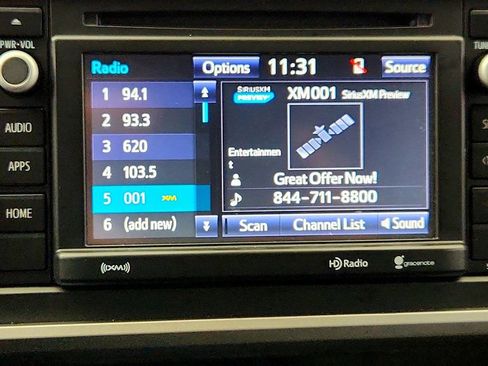 PWR•VOL
TUN
Radio
Options
11:31
Source
1 94.1
2 93.3
3 620
4 103.5
5 001 XM
6 (add new)
SiriusXM PREVIEW
XM001 SiriusXM Preview
Entertainmen
t
Great Offer Now!
844-711-8800
Scan
Channel List
Sound
AUDIO
APPS
HOME
((XM))
HD Radio
gracenote